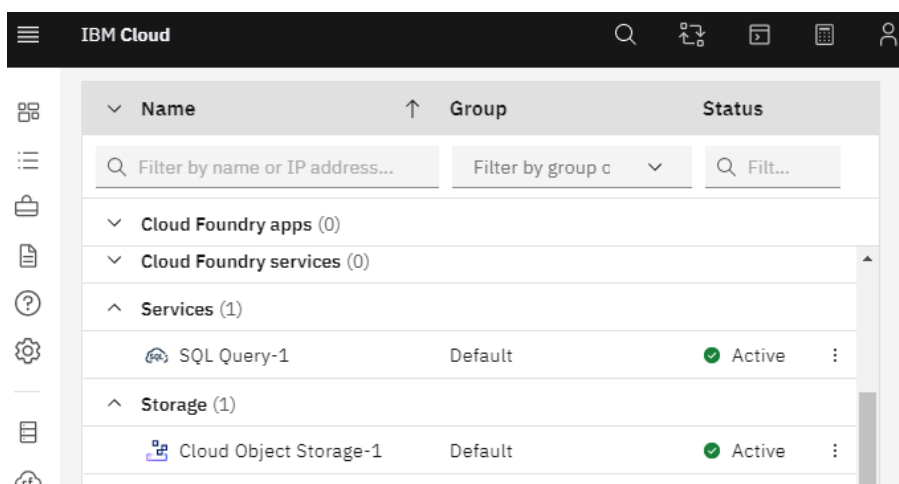 IBM Cloud
Name Group Status
Filter by name or IP address... Filter by group o Filt...
Cloud Foundry apps (0)
Cloud Foundry services (0)
Services (1)
SQL SQL Query-1 Default Active
Storage (1)
Cloud Object Storage-1 Default Active